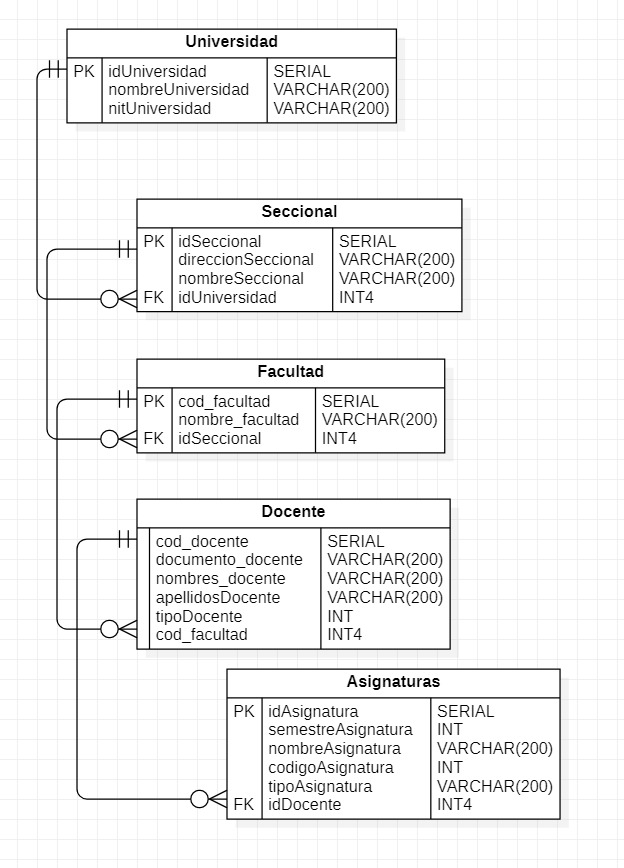 Universidad
PK idUniversidad SERIAL
nombreUniversidad VARCHAR(200)
nitUniversidad VARCHAR(200)
Seccional
PK idSeccional SERIAL
direccionSeccional VARCHAR(200)
nombreSeccional VARCHAR(200)
FK idUniversidad INT4
Facultad
PK cod_facultad SERIAL
nombre_facultad VARCHAR(200)
FK idSeccional INT4
Docente
cod_docente SERIAL
documento_docente VARCHAR(200)
nombres_docente VARCHAR(200)
apellidosDocente VARCHAR(200)
tipoDocente INT
cod_facultad INT4
Asignaturas
PK idAsignatura SERIAL
semestreAsignatura INT
nombreAsignatura VARCHAR(200)
codigoAsignatura INT
tipoAsignatura VARCHAR(200)
FK idDocente INT4